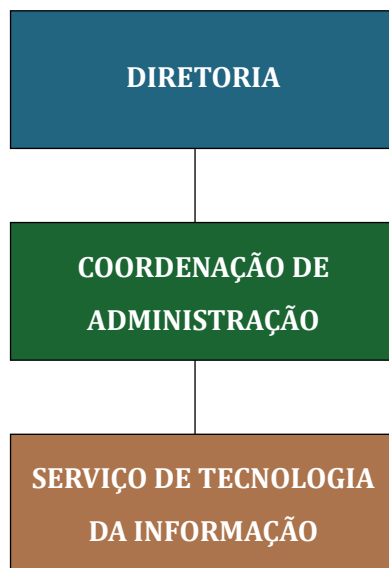 DIRETORIA
COORDENAÇÃO DE
ADMINISTRAÇÃO
SERVIÇO DE TECNOLOGIA
DA INFORMAÇÃO